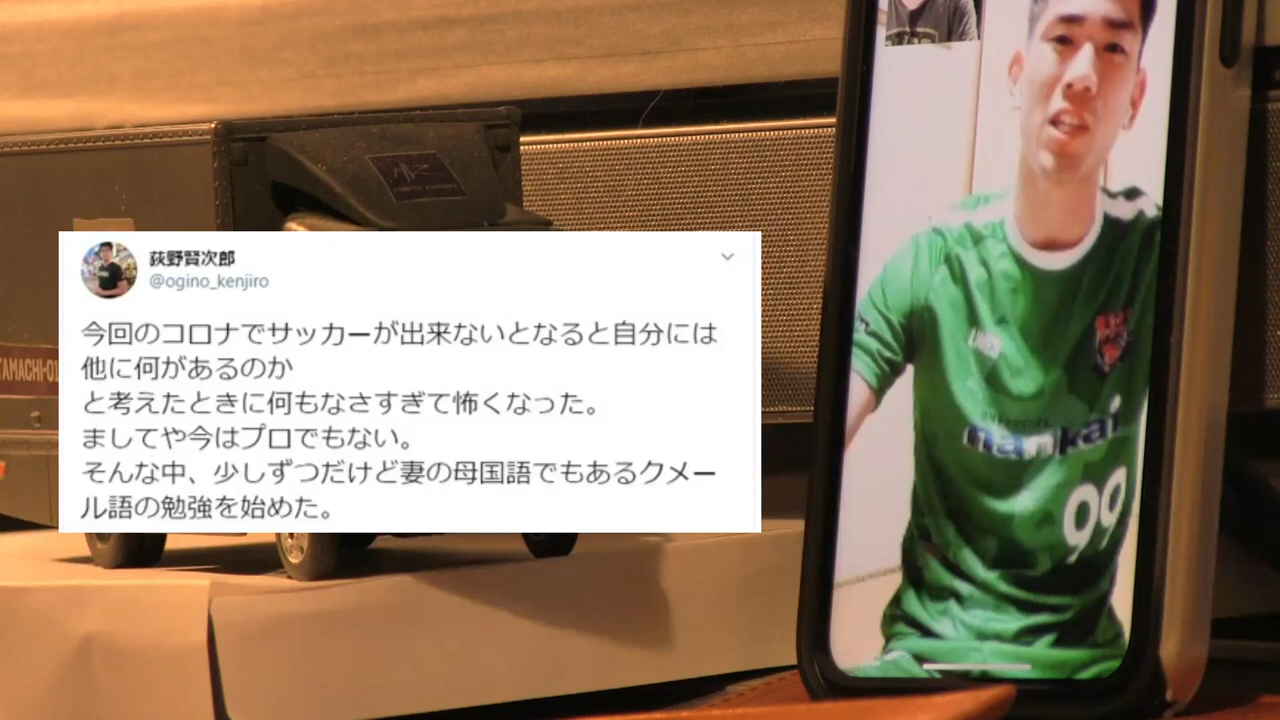 荻野賢次郎
@ogino_kenjiro
今回のコロナでサッカーが出来ないとなると自分には
他に何があるのか
と考えたときに何もなさすぎて怖くなった。
ましてや今はプロでもない。
そんな中、少しずつだけど妻の母国語でもあるクメー
ル語の勉強を始めた。
TAMACHI-01
nankai
99